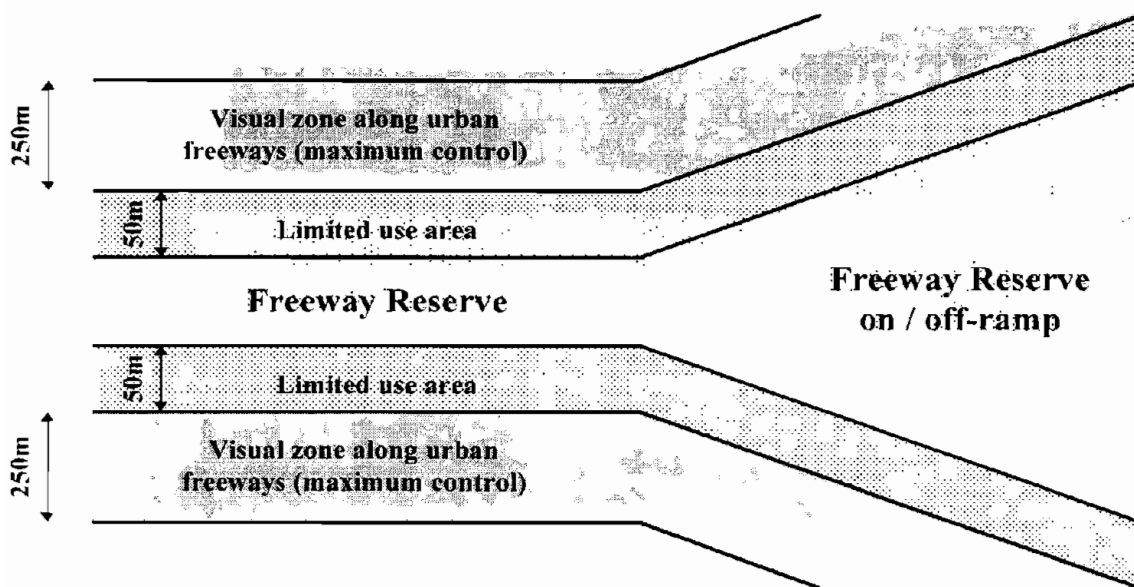 250m
Visual zone along urban
freeways (maximum control)
50m
Limited use area
Freeway Reserve
Freeway Reserve
on / off-ramp
50m
Limited use area
250m
Visual zone along urban
freeways (maximum control)